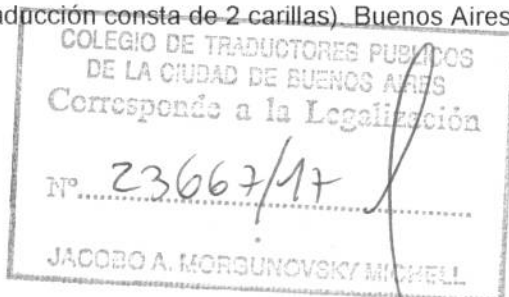 aducción consta de 2 carillas). Buenos Aires
COLEGIO DE TRADUCTORES PUBLICOS
DE LA CIUDAD DE BUENOS AIRES
Corresponde a la Legalización
Nº 23667/17
JACOBO A. MORGUNOVSKY MICHELL